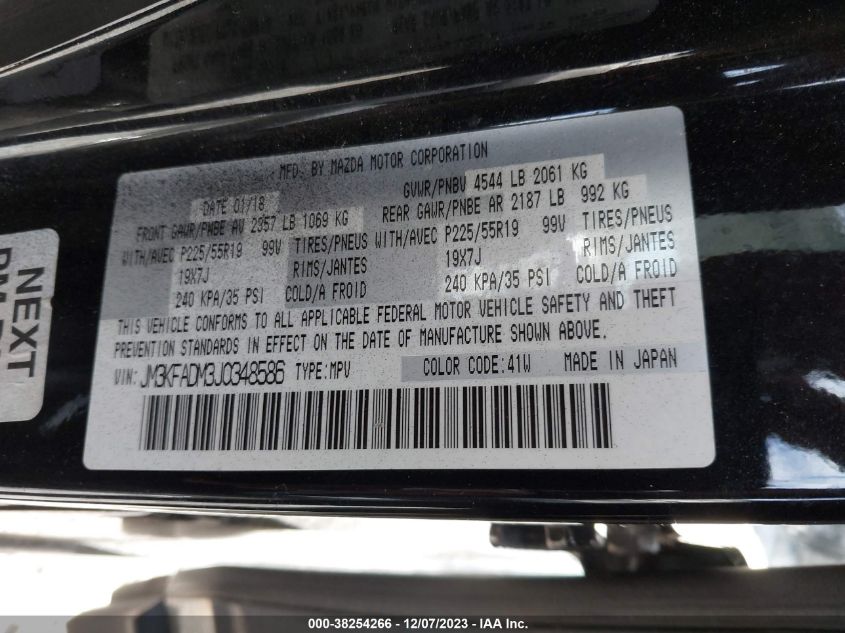 MFD. BY MAZDA MOTOR CORPORATION
DATE 01/18
GVWR/PNBV 4544 LB 2061 KG
FRONT GAWR/PNBE AV 2357 LB 1069 KG
REAR GAWR/PNBE AR 2187 LB 992 KG
WITH/AVEC P225/55R19 99V TIRES/PNEUS WITH/AVEC P225/55R19 99V TIRES/PNEUS
19X7J RIMS/JANTES 19X7J RIMS/JANTES
240 KPA/35 PSI COLD/A FROID 240 KPA/35 PSI COLD/A FROID
THIS VEHICLE CONFORMS TO ALL APPLICABLE FEDERAL MOTOR VEHICLE SAFETY AND THEFT
PREVENTION STANDARDS IN EFFECT ON THE DATE OF MANUFACTURE SHOWN ABOVE.
VIN: JM3KFADM3J0348586 TYPE:MPV COLOR CODE:41W MADE IN JAPAN
NEXT
000-38254266 - 12/07/2023 - IAA Inc.